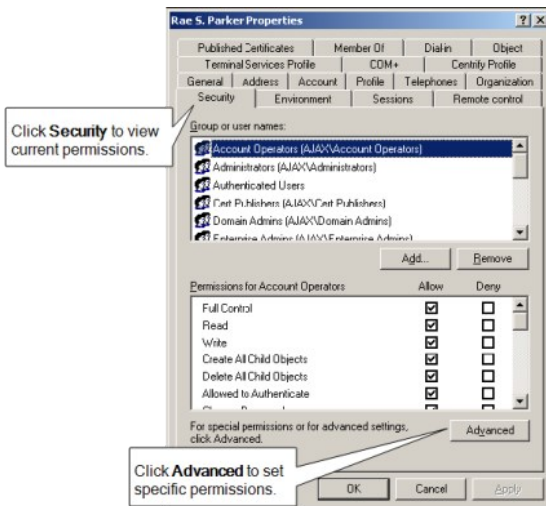 Rae S. Parker Properties
Published Certificates Member Of Dial-in Object
Terminal Services Profile COM+ Centrify Profile
General Address Account Profile Telephones Organization
Security Environment Sessions Remote control
Click Security to view
current permissions.
Group or user names:
Account Operators (AJAX\Account Operators)
Administrators (AJAX\Administrators)
Authenticated Users
Cert Publishers (AJAX\Cert Publishers)
Domain Admins (AJAX\Domain Admins)
Enterprise Admins (AJAX\Enterprise Admins)
Add... Remove
Permissions for Account Operators Allow Deny
Full Control
Read
Write
Create All Child Objects
Delete All Child Objects
Allowed to Authenticate
For special permissions or for advanced settings,
click Advanced.
Advanced
Click Advanced to set
specific permissions.
OK Cancel Apply